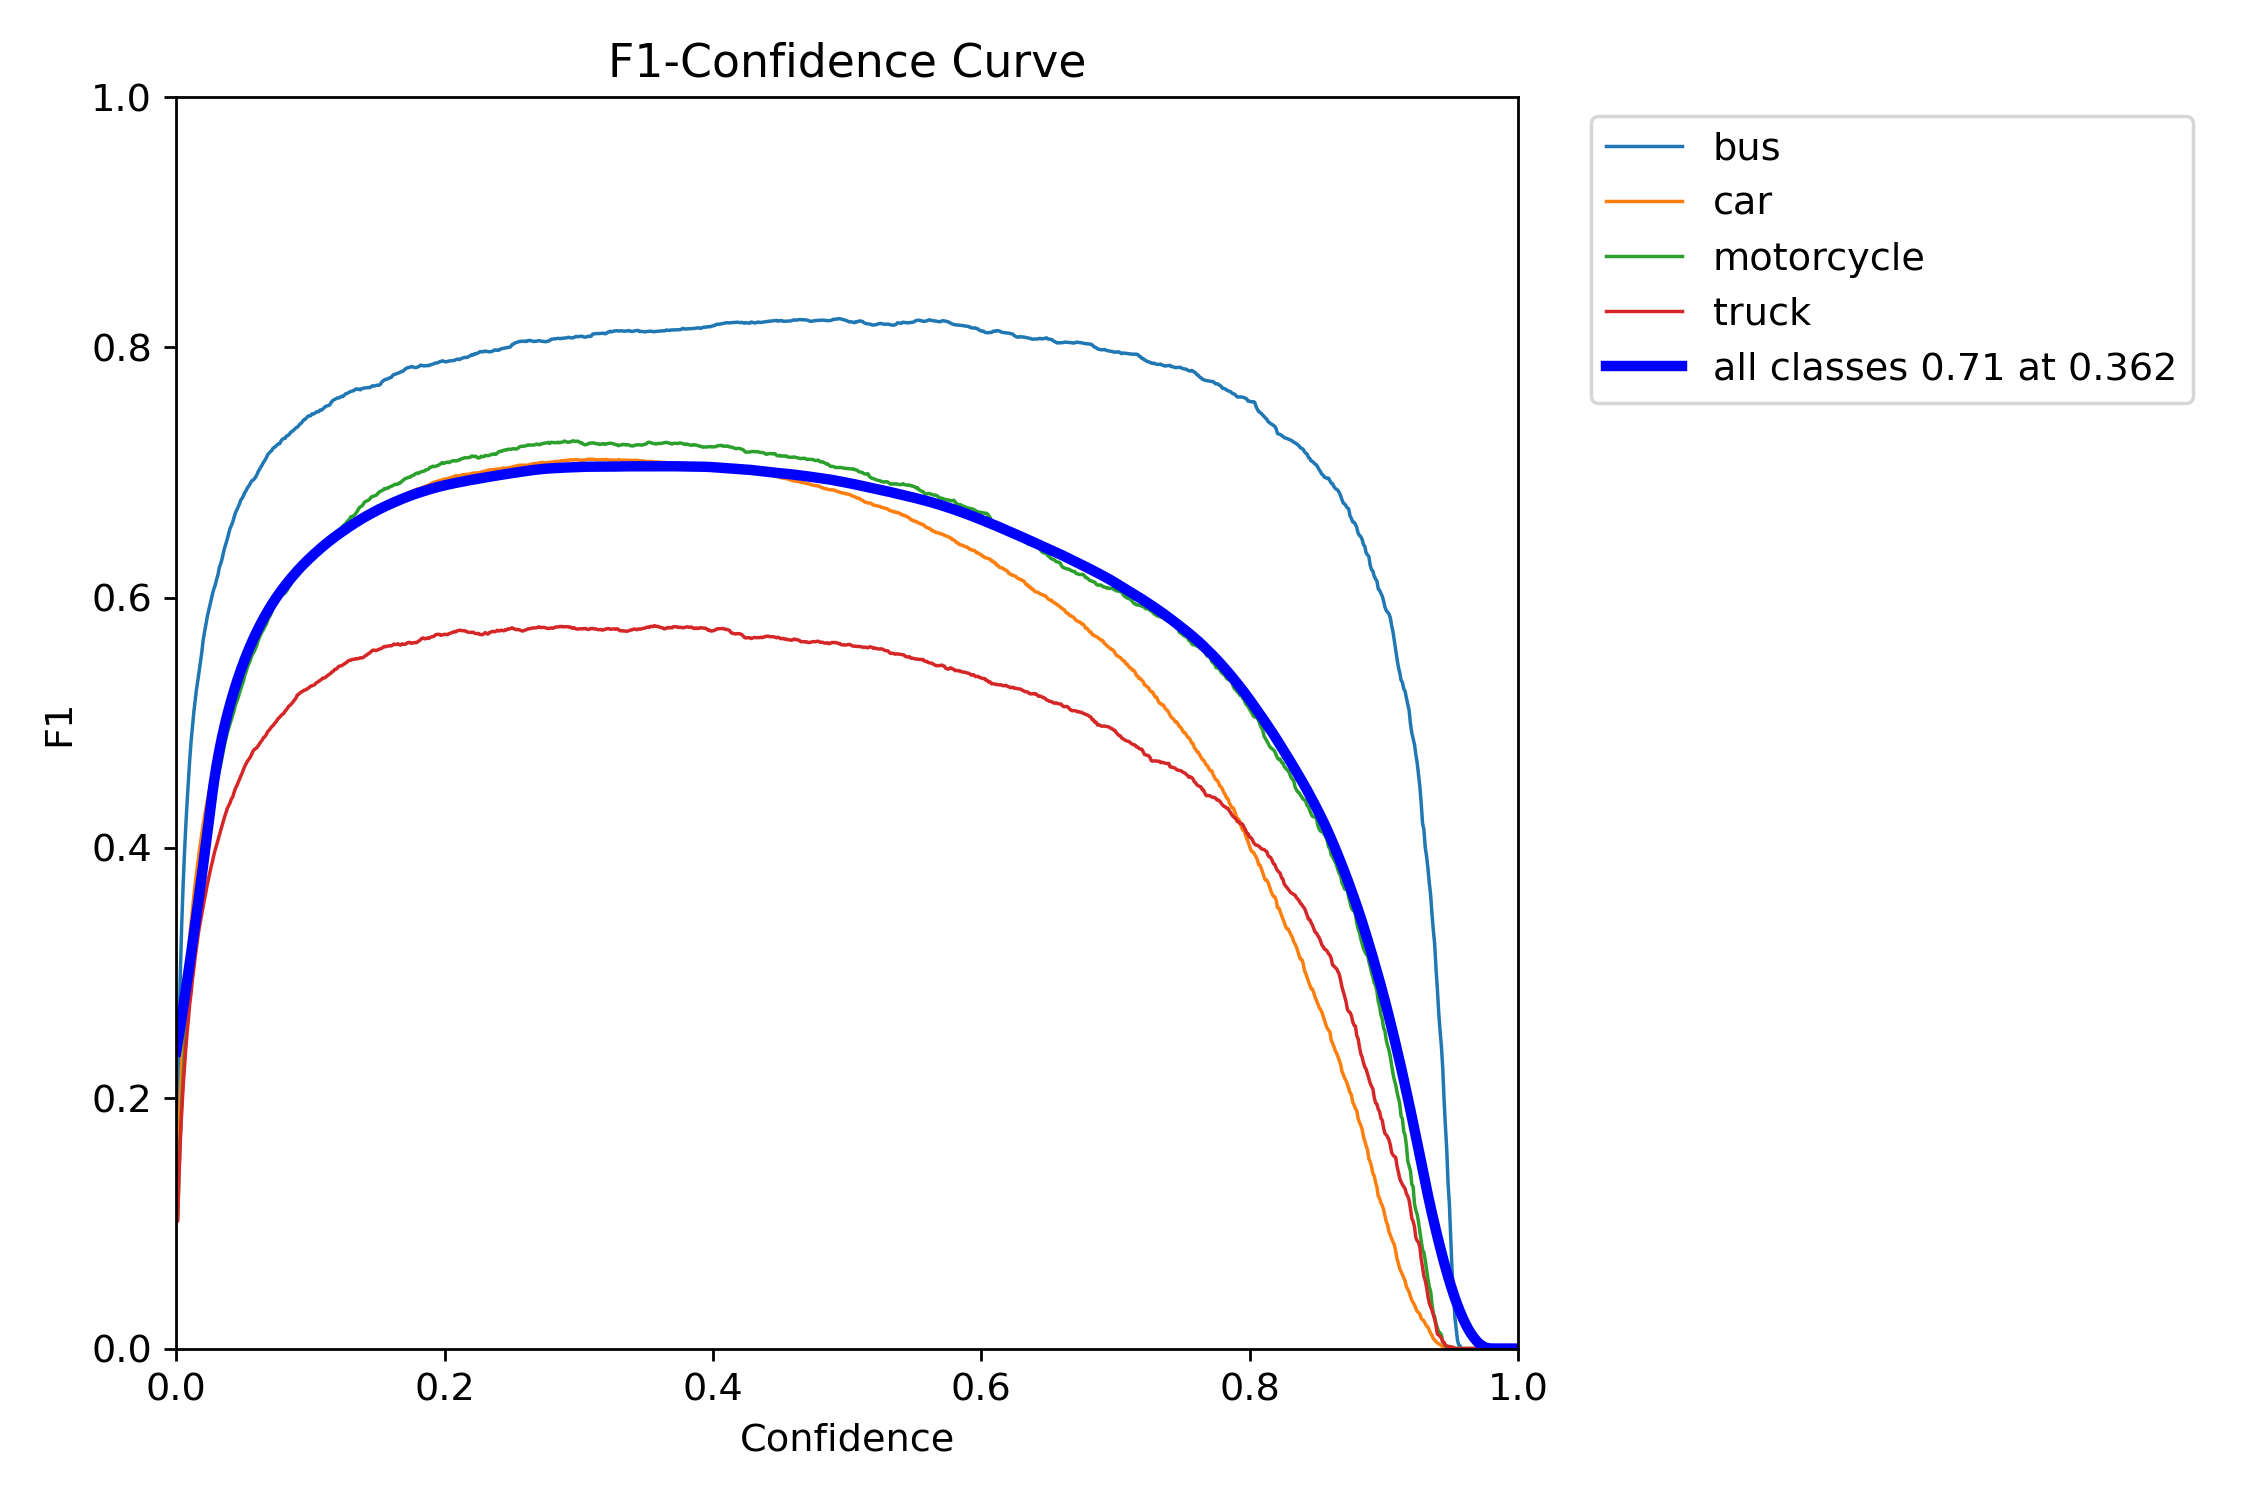 F1-Confidence Curve
1.0
0.8
0.6
0.4
0.2
0.0
F1
0.0 0.2 0.4 0.6 0.8 1.0
Confidence
bus
car
motorcycle
truck
all classes 0.71 at 0.362